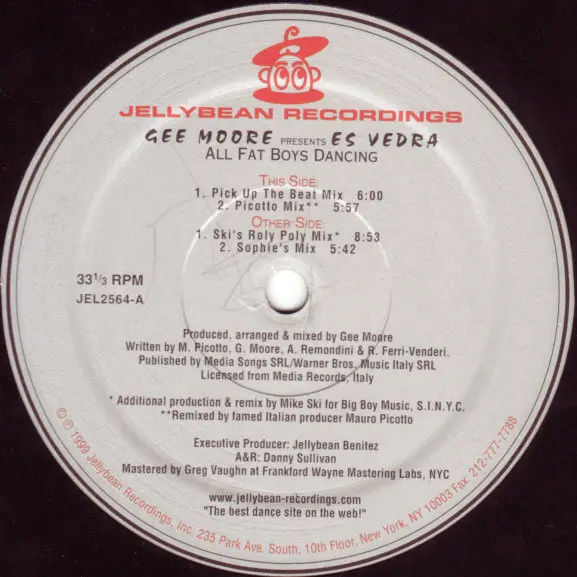 JELLYBEAN RECORDINGS
GEE MOORE PRESENTS ES VEDRA
ALL FAT BOYS DANCING
THIS SIDE:
1. Pick Up The Beat Mix 6:00
2. Picotto Mix** 5:57
OTHER SIDE:
1. Ski's Roly Poly Mix* 8:53
2. Sophie's Mix 5:42
33 1/3 RPM
JEL2564-A
Produced, arranged & mixed by Gee Moore
Written by M. Picotto, G. Moore, A. Remondini & R. Ferri-Venderi.
Published by Media Songs SRL/Warner Bros. Music Italy SRL
Licensed from Media Records, Italy
* Additional production & remix by Mike Ski for Big Boy Music, S.I.N.Y.C.
**Remixed by famed Italian producer Mauro Picotto
Executive Producer: Jellybean Benitez
A&R: Danny Sullivan
Mastered by Greg Vaughn at Frankford Wayne Mastering Labs, NYC
www.jellybean-recordings.com
"The best dance site on the web!"
© ℗ 1999 Jellybean Recordings, Inc. 235 Park Ave. South, 10th Floor, New York, NY 10003 Fax: 212-777-7788